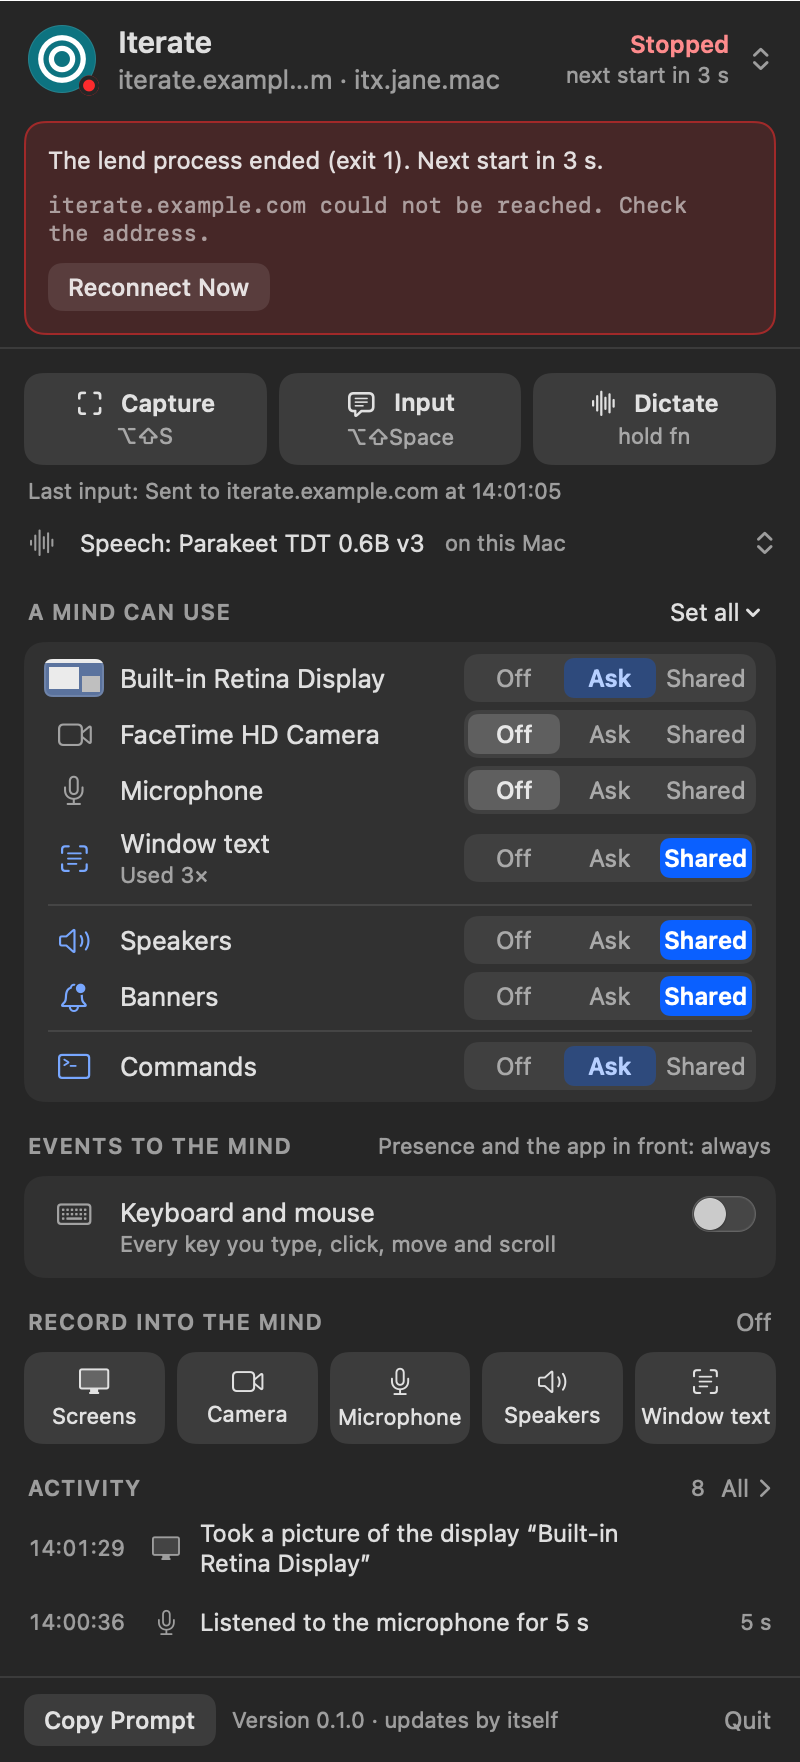 Iterate
Stopped
iterate.exampl...m · itx.jane.mac
next start in 3 s
The lend process ended (exit 1). Next start in 3 s.
iterate.example.com could not be reached. Check
the address.
Reconnect Now
Capture
⌥⇧S
Input
⌥⇧Space
Dictate
hold fn
Last input: Sent to iterate.example.com at 14:01:05
Speech: Parakeet TDT 0.6B v3 on this Mac
A MIND CAN USE
Set all
Built-in Retina Display
Off Ask Shared
FaceTime HD Camera
Off Ask Shared
Microphone
Off Ask Shared
Window text
Used 3×
Off Ask Shared
Speakers
Off Ask Shared
Banners
Off Ask Shared
Commands
Off Ask Shared
EVENTS TO THE MIND
Presence and the app in front: always
Keyboard and mouse
Every key you type, click, move and scroll
RECORD INTO THE MIND
Off
Screens
Camera
Microphone
Speakers
Window text
ACTIVITY
8 All
14:01:29
Took a picture of the display “Built-in
Retina Display”
14:00:36
Listened to the microphone for 5 s
5 s
Copy Prompt
Version 0.1.0 · updates by itself
Quit